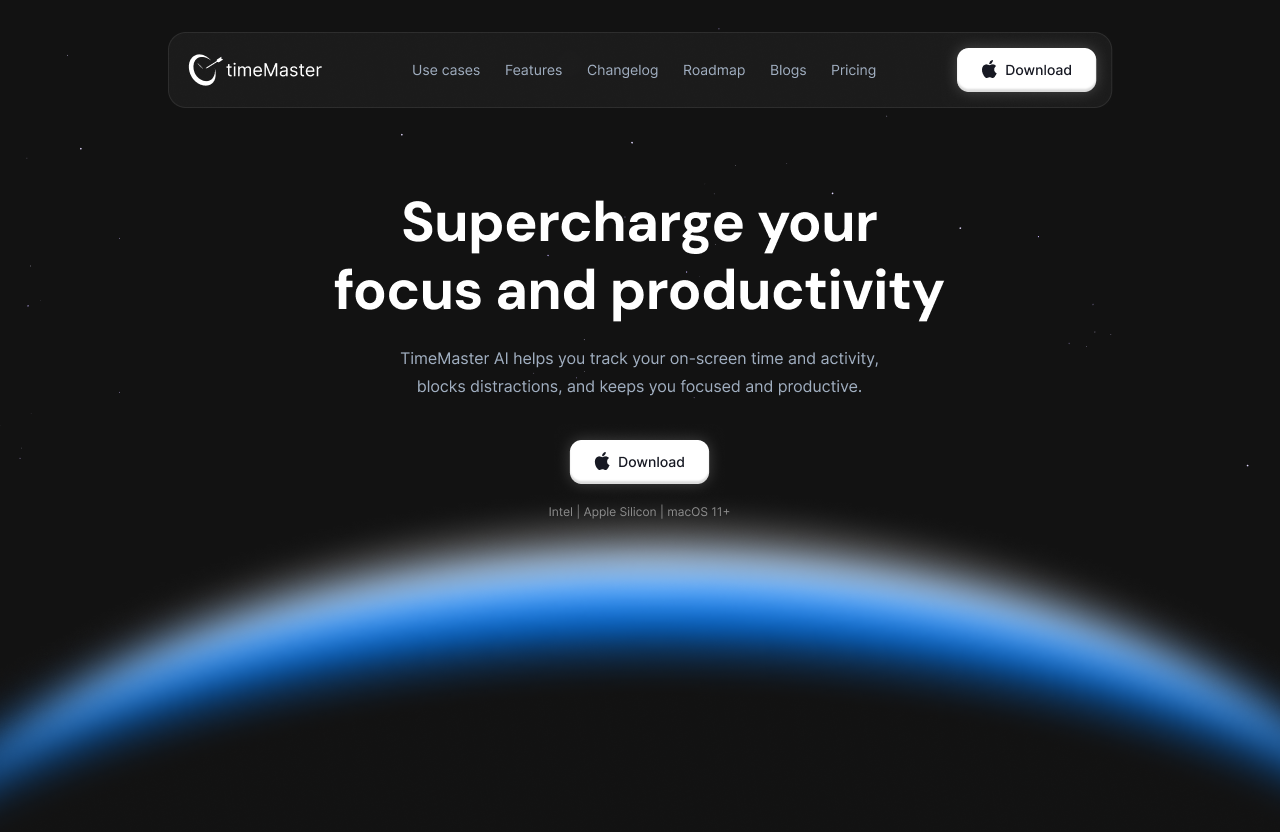 timeMaster
Use cases
Features
Changelog
Roadmap
Blogs
Pricing
Download
Supercharge your
focus and productivity
TimeMaster AI helps you track your on-screen time and activity,
blocks distractions, and keeps you focused and productive.
Download
Intel | Apple Silicon | macOS 11+